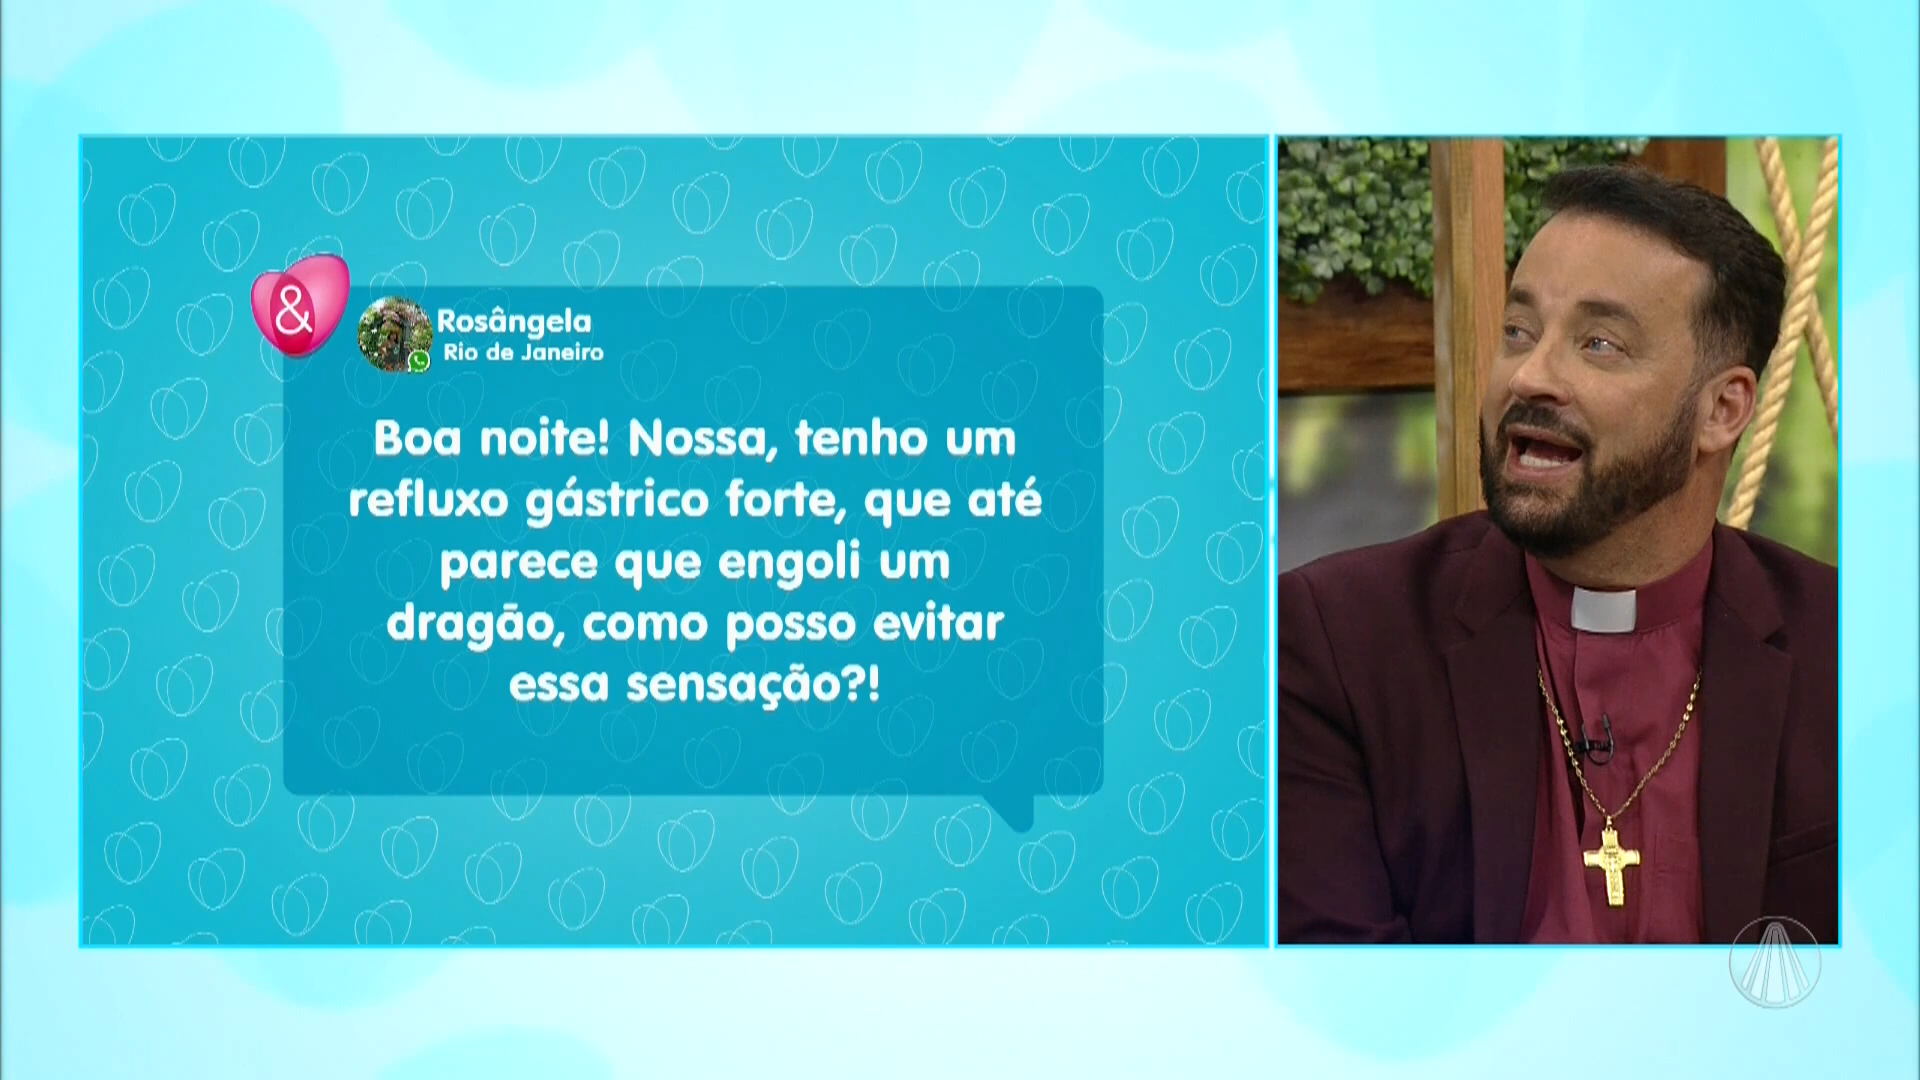 &
Rosângela
Rio de Janeiro
Boa noite! Nossa, tenho um
refluxo gástrico forte, que até
parece que engoli um
dragão, como posso evitar
essa sensação?!